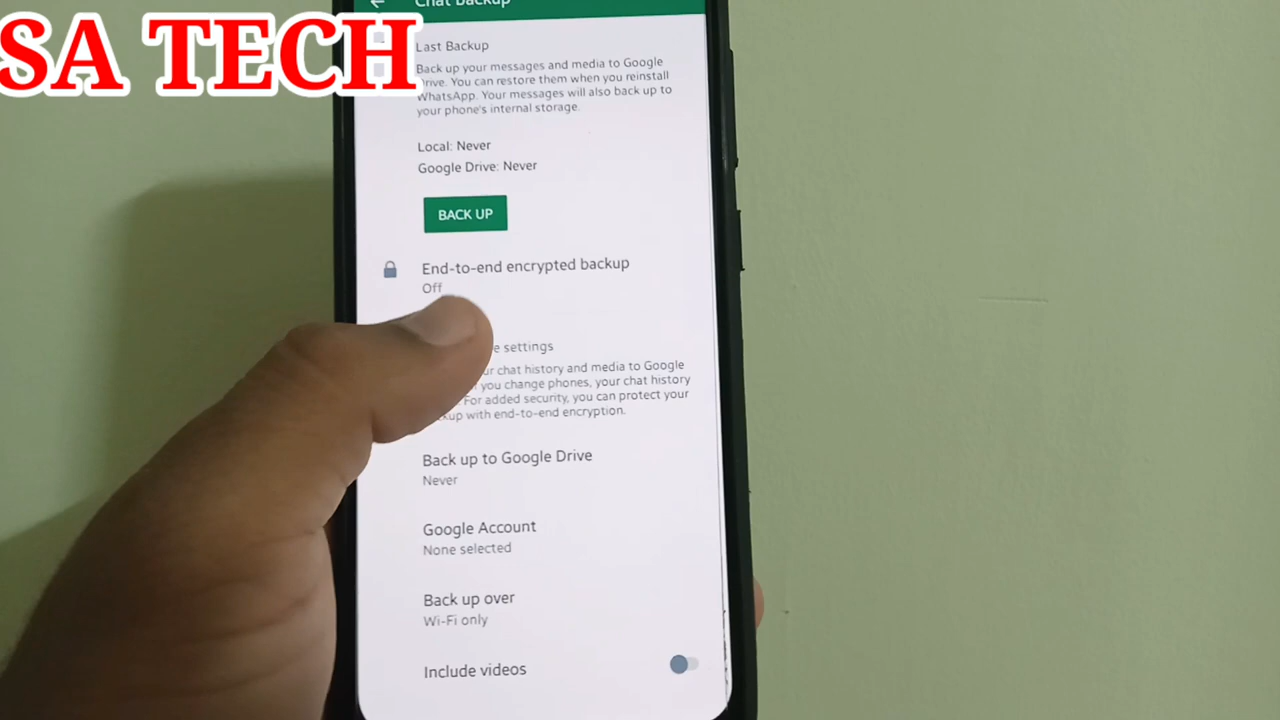 SA TECH
Chat Backup
Last Backup
Back up your messages and media to Google
Drive. You can restore them when you reinstall
WhatsApp. Your messages will also back up to
your phone's internal storage.
Local: Never
Google Drive: Never
BACK UP
End-to-end encrypted backup
Off
settings
chat history and media to Google
you change phones, your chat history
For added security, you can protect your
with end-to-end encryption.
Back up to Google Drive
Never
Google Account
None selected
Back up over
Wi-Fi only
Include videos